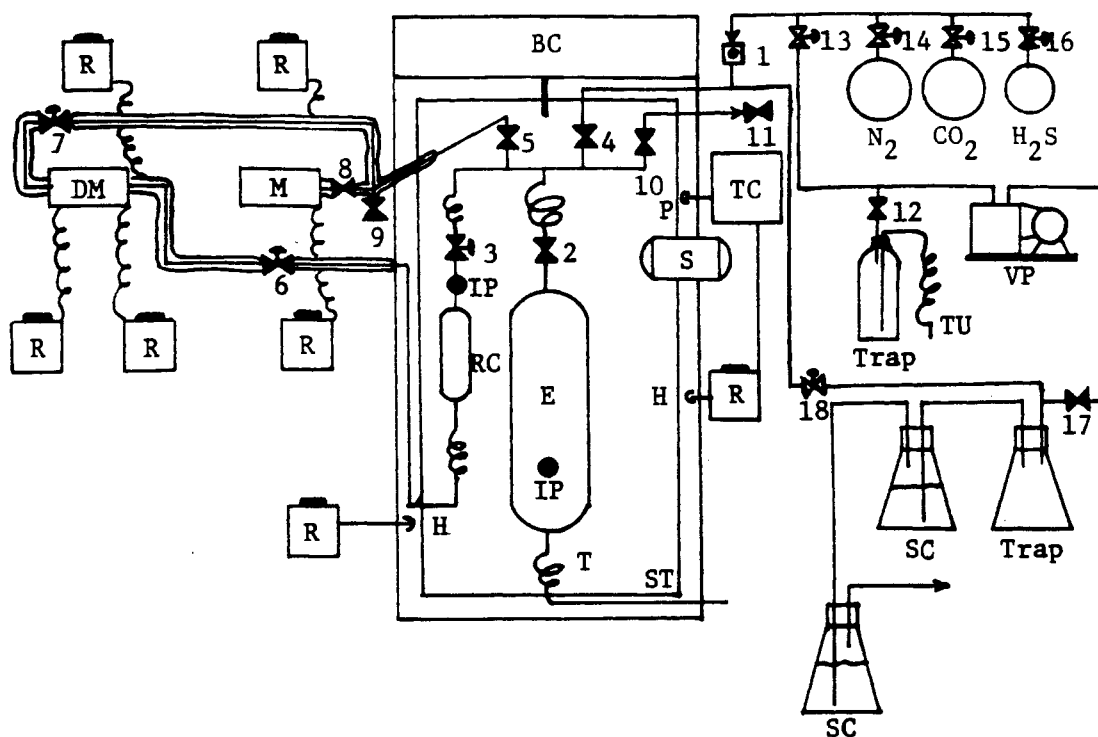 BC
R
R
1
13
14
15
16
N2
CO2
H2S
7
5
4
11
DM
M
8
9
10
P
TC
12
6
3
2
S
IP
VP
R
R
R
RC
E
TU
Trap
H
R
18
17
IP
R
H
SC
Trap
T
ST
SC